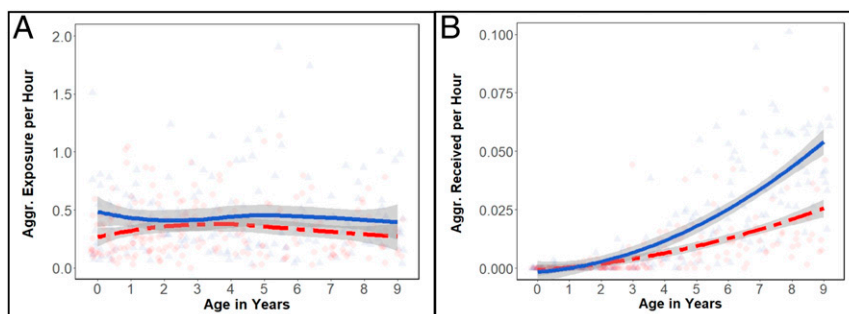 A
Aggr. Exposure per Hour
2.0
1.5
1.0
0.5
0.0
0 1 2 3 4 5 6 7 8 9
Age in Years
B
Aggr. Received per Hour
0.100
0.075
0.050
0.025
0.000
0 1 2 3 4 5 6 7 8 9
Age in Years